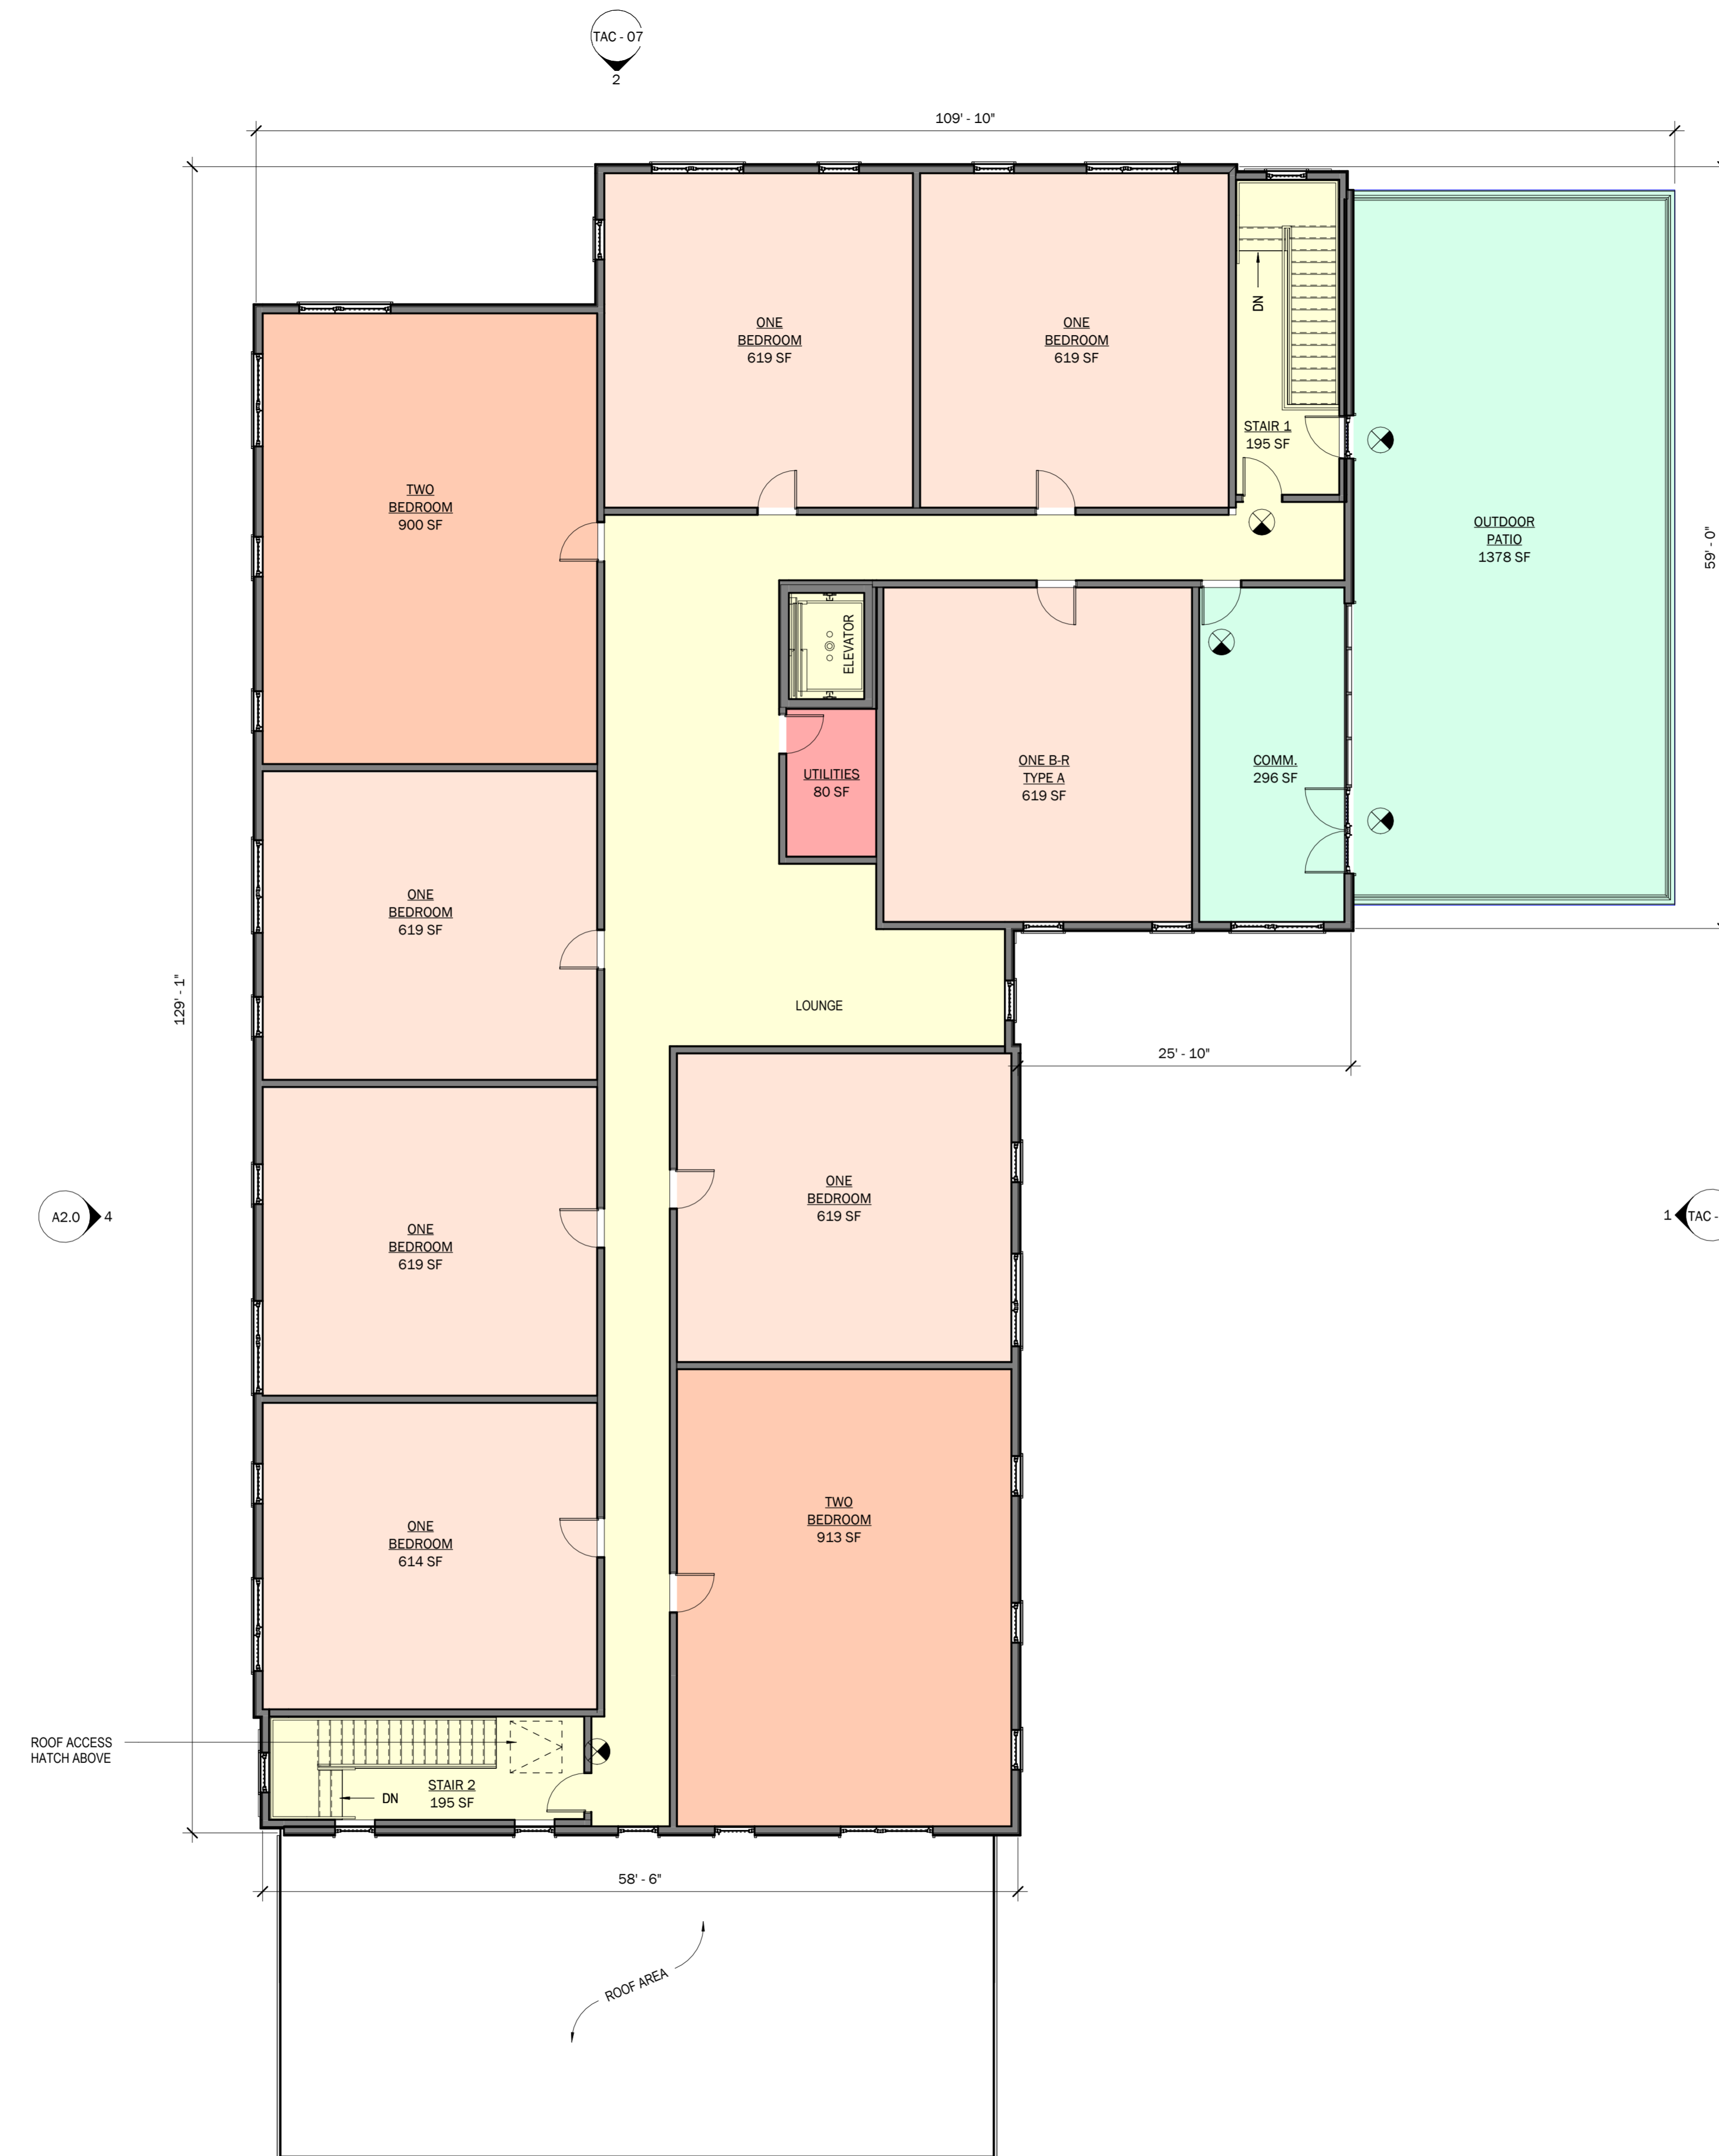 TAC - 07
2
109' - 10"
ONE
BEDROOM
619 SF
ONE
BEDROOM
619 SF
DN
STAIR 1
195 SF
TWO
BEDROOM
900 SF
OUTDOOR
PATIO
1378 SF
59' - 0"
ELEVATOR
UTILITIES
80 SF
ONE B-R
TYPE A
619 SF
COMM.
296 SF
ONE
BEDROOM
619 SF
129' - 1"
LOUNGE
25' - 10"
ONE
BEDROOM
619 SF
A2.0
4
ONE
BEDROOM
619 SF
1
TAC -
TWO
BEDROOM
913 SF
ONE
BEDROOM
614 SF
ROOF ACCESS
HATCH ABOVE
STAIR 2
195 SF
DN
58' - 6"
ROOF AREA